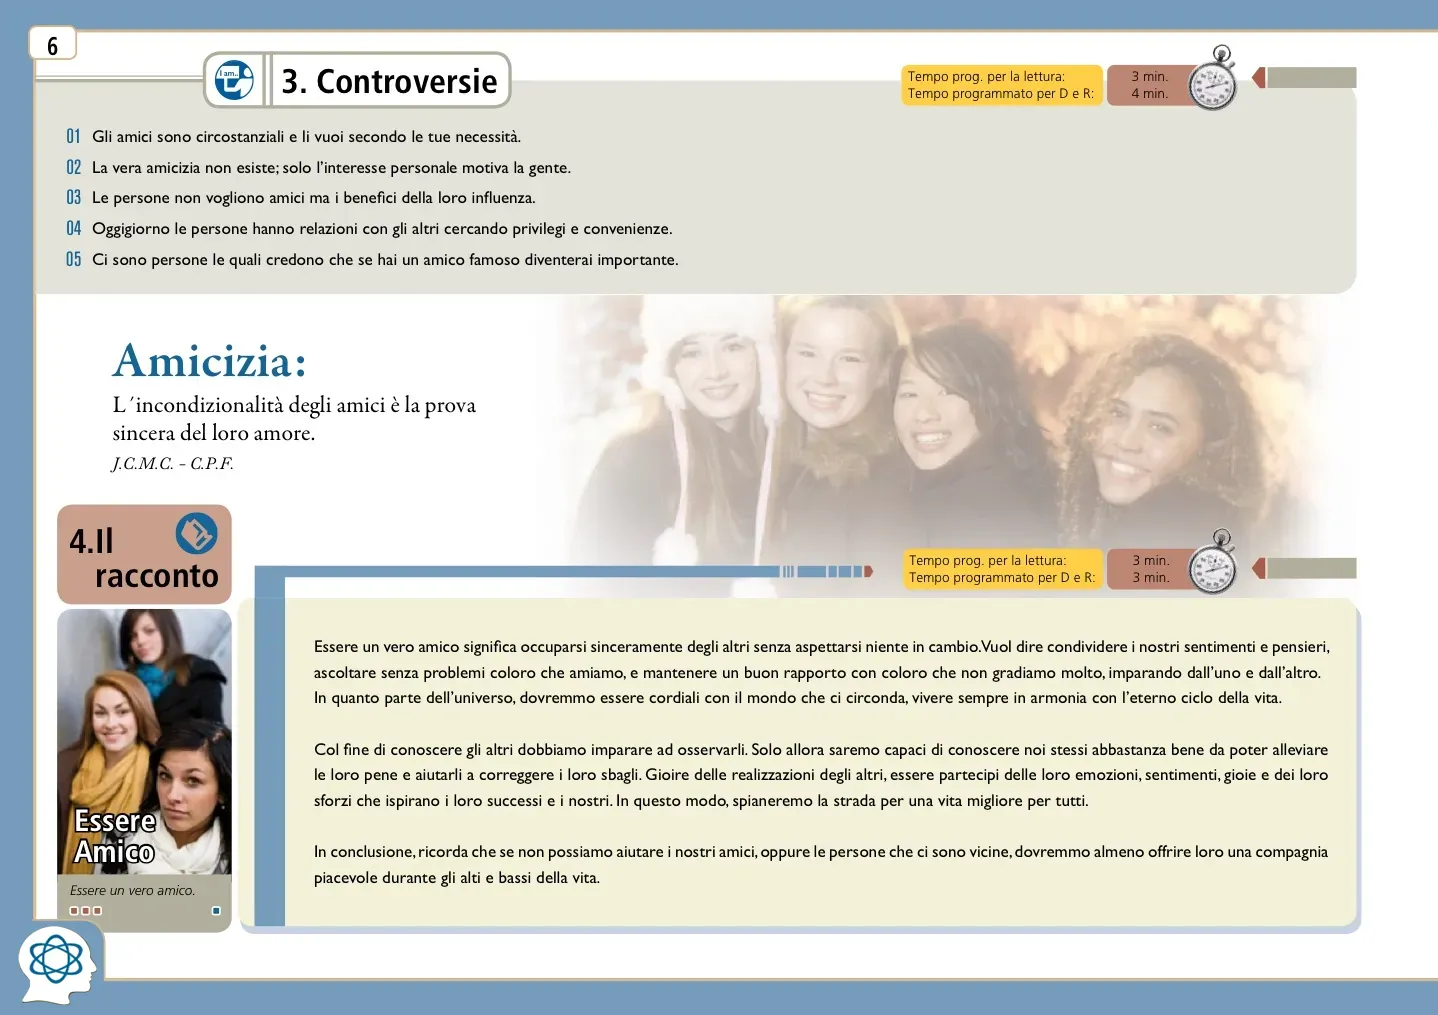 6
I am...
3. Controversie
Tempo prog. per la lettura: 3 min.
Tempo programmato per D e R: 4 min.
01 Gli amici sono circostanziali e li vuoi secondo le tue necessità.
02 La vera amicizia non esiste; solo l'interesse personale motiva la gente.
03 Le persone non vogliono amici ma i benefici della loro influenza.
04 Oggigiorno le persone hanno relazioni con gli altri cercando privilegi e convenienze.
05 Ci sono persone le quali credono che se hai un amico famoso diventerai importante.
Amicizia:
L´incondizionalità degli amici è la prova
sincera del loro amore.
J.C.M.C. - C.P.F.
4.Il
racconto
Tempo prog. per la lettura: 3 min.
Tempo programmato per D e R: 3 min.
Essere
Amico
Essere un vero amico.
Essere un vero amico significa occuparsi sinceramente degli altri senza aspettarsi niente in cambio.Vuol dire condividere i nostri sentimenti e pensieri,
ascoltare senza problemi coloro che amiamo, e mantenere un buon rapporto con coloro che non gradiamo molto, imparando dall'uno e dall'altro.
In quanto parte dell'universo, dovremmo essere cordiali con il mondo che ci circonda, vivere sempre in armonia con l'eterno ciclo della vita.
Col fine di conoscere gli altri dobbiamo imparare ad osservarli. Solo allora saremo capaci di conoscere noi stessi abbastanza bene da poter alleviare
le loro pene e aiutarli a correggere i loro sbagli. Gioire delle realizzazioni degli altri, essere partecipi delle loro emozioni, sentimenti, gioie e dei loro
sforzi che ispirano i loro successi e i nostri. In questo modo, spianeremo la strada per una vita migliore per tutti.
In conclusione, ricorda che se non possiamo aiutare i nostri amici, oppure le persone che ci sono vicine, dovremmo almeno offrire loro una compagnia
piacevole durante gli alti e bassi della vita.